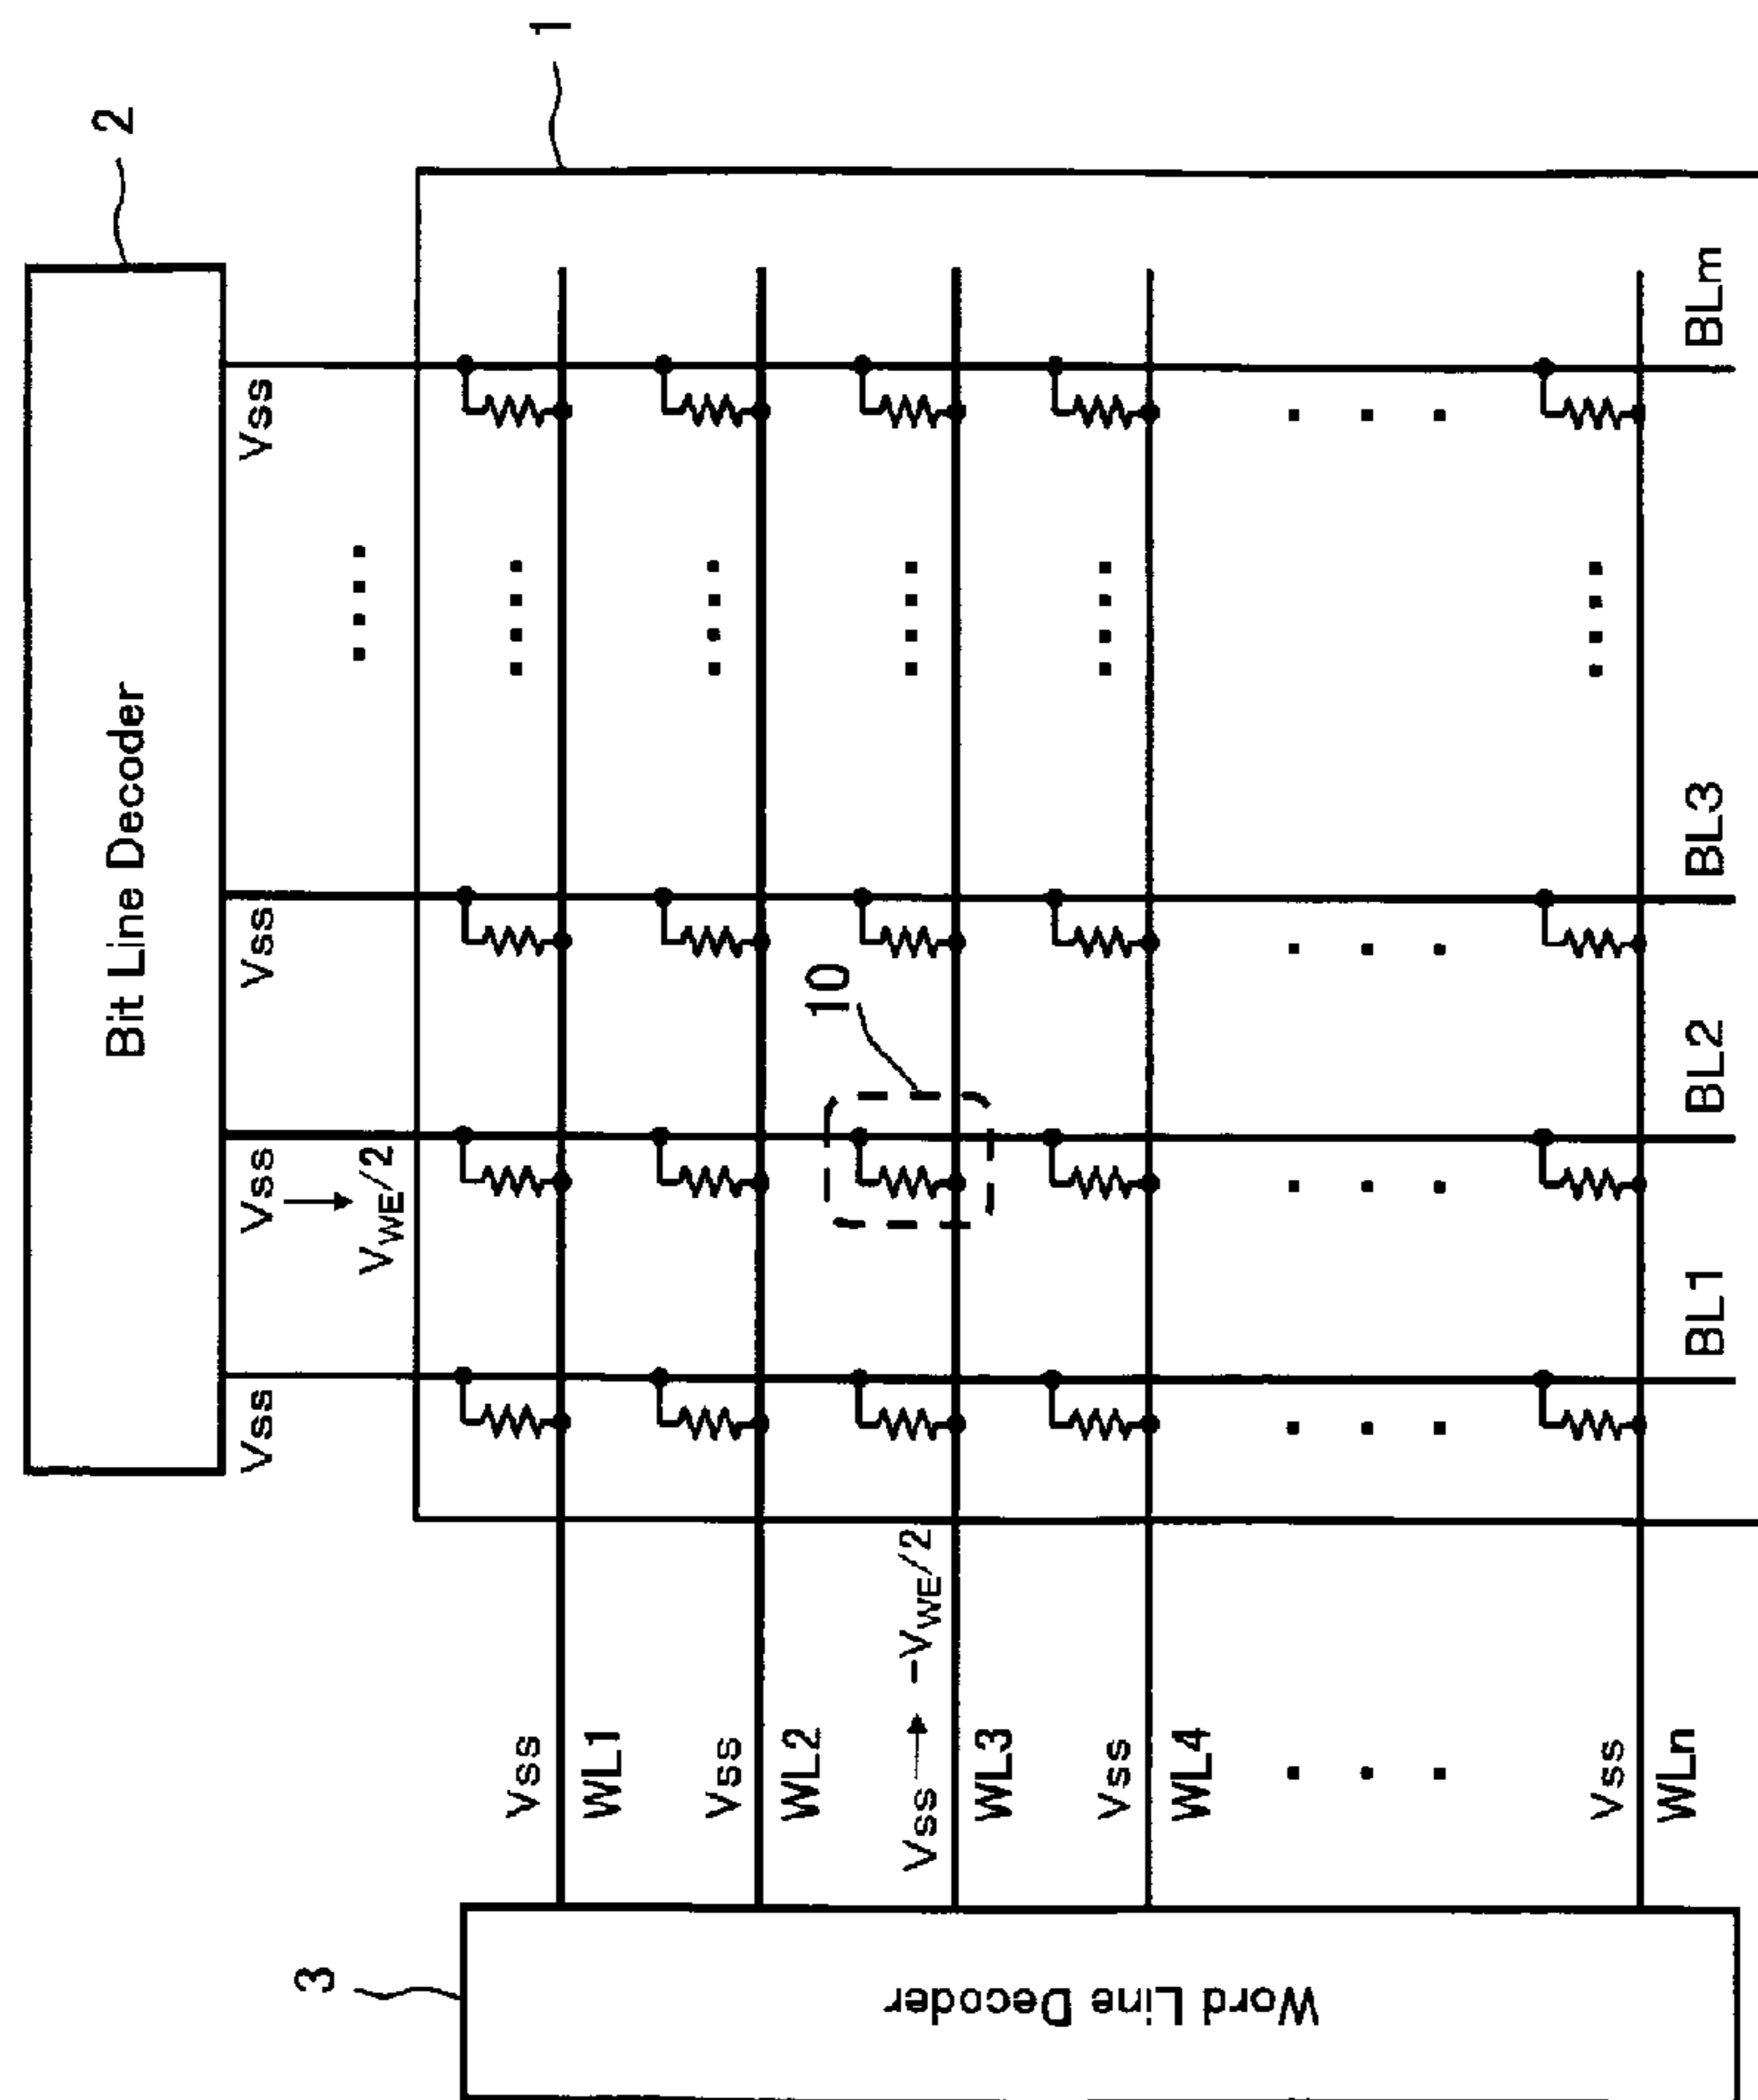 1
2
Bit Line Decoder
Vss
Vss
Vss
Vss
VWE/2
10
3
Word Line Decoder
Vss
WL1
Vss
WL2
Vss
-VWE/2
WL3
Vss
WL4
Vss
WLn
BL1
BL2
BL3
BLm